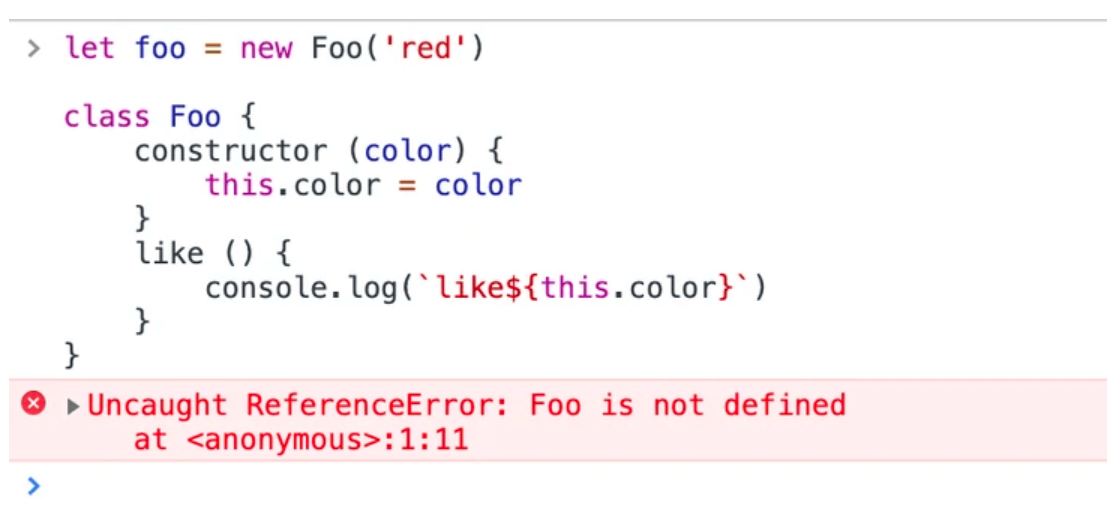 > let foo = new Foo('red')
class Foo {
    constructor (color) {
        this.color = color
    }
    like () {
        console.log(`like${this.color}`)
    }
}
Uncaught ReferenceError: Foo is not defined
    at <anonymous>:1:11
>